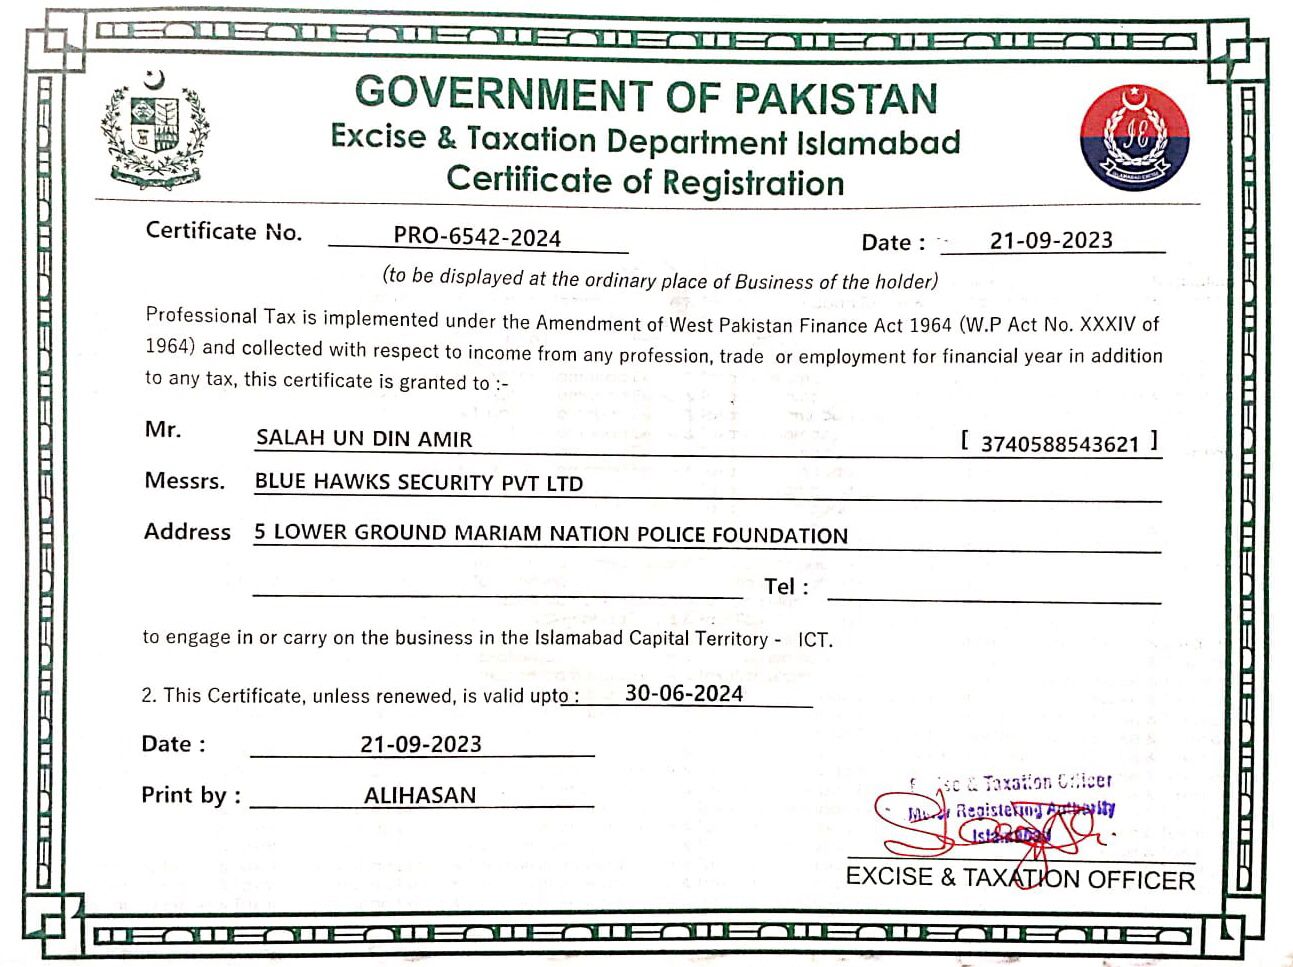 GOVERNMENT OF PAKISTAN
Excise & Taxation Department Islamabad
Certificate of Registration
Certificate No. PRO-6542-2024 Date : 21-09-2023
(to be displayed at the ordinary place of Business of the holder)
Professional Tax is implemented under the Amendment of West Pakistan Finance Act 1964 (W.P Act No. XXXIV of
1964) and collected with respect to income from any profession, trade or employment for financial year in addition
to any tax, this certificate is granted to :-
Mr. SALAH UN DIN AMIR [ 3740588543621 ]
Messrs. BLUE HAWKS SECURITY PVT LTD
Address 5 LOWER GROUND MARIAM NATION POLICE FOUNDATION
Tel :
to engage in or carry on the business in the Islamabad Capital Territory - ICT.
2. This Certificate, unless renewed, is valid upto : 30-06-2024
Date : 21-09-2023
Print by : ALIHASAN
& Taxation Officer
Registering Authority
Islamabad
EXCISE & TAXATION OFFICER